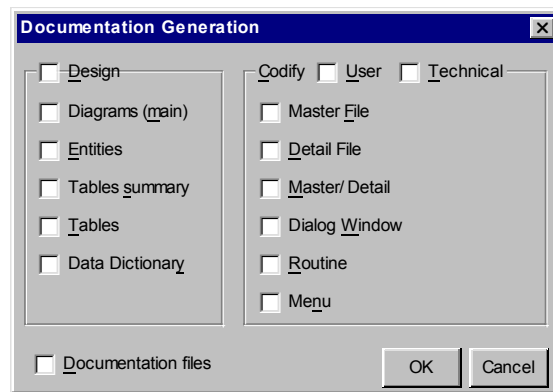 Documentation Generation
Design
Diagrams (main)
Entities
Tables summary
Tables
Data Dictionary
Codify User Technical
Master File
Detail File
Master/ Detail
Dialog Window
Routine
Menu
Documentation files
OK Cancel